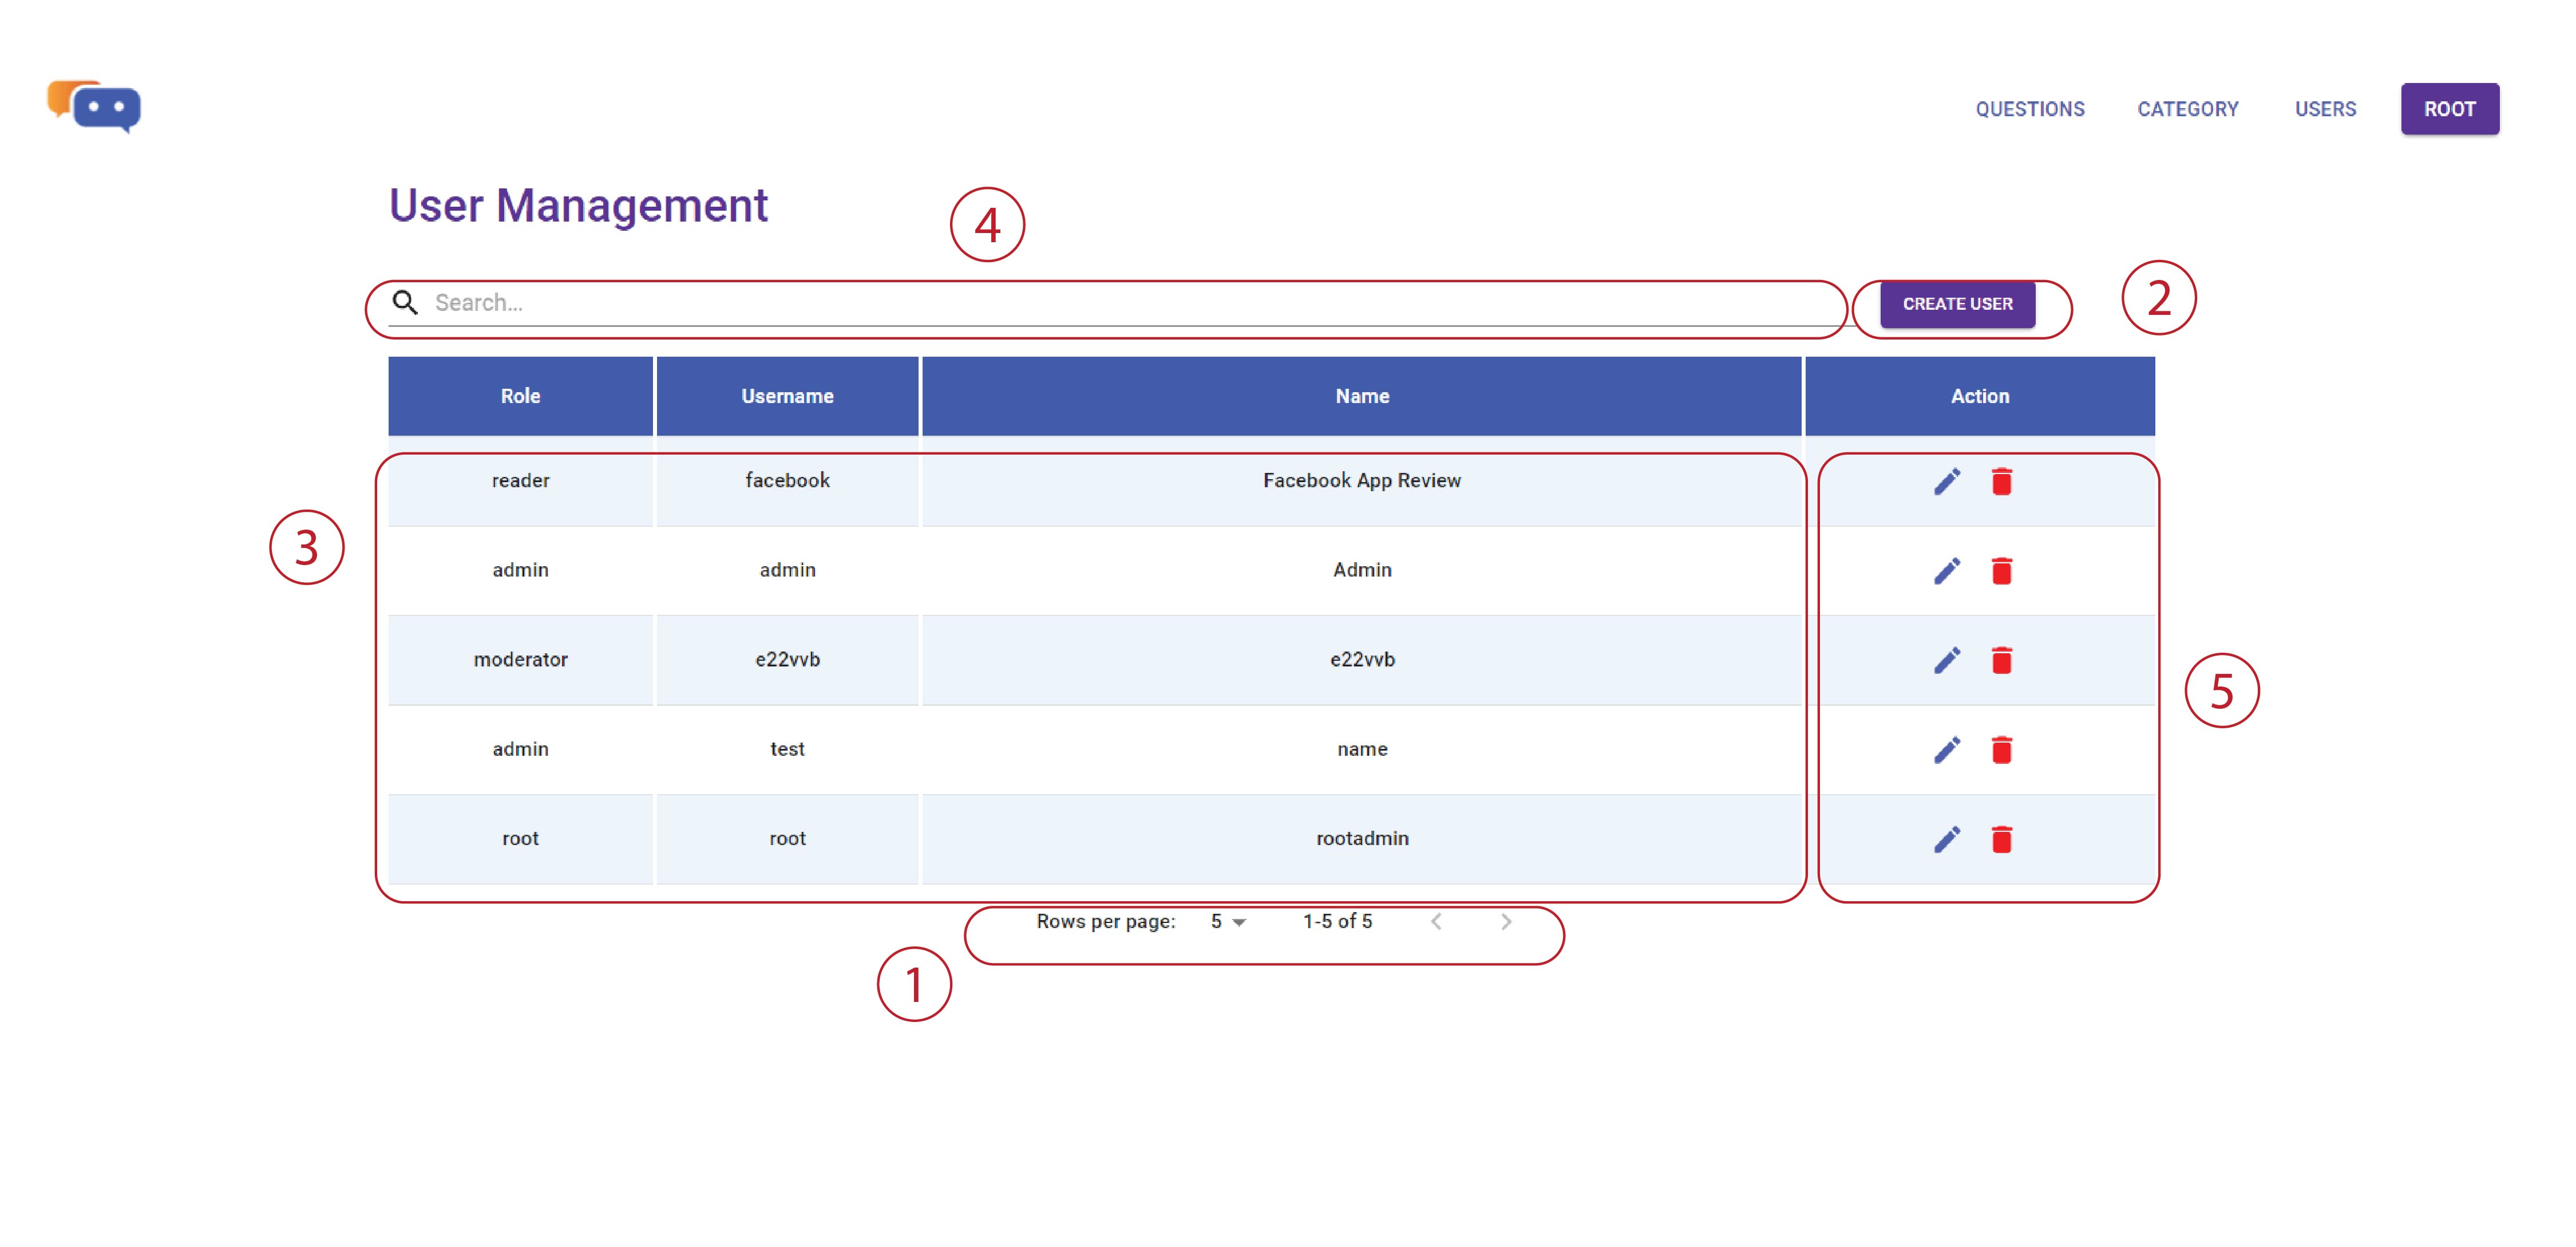 QUESTIONS CATEGORY USERS ROOT
User Management
4
Search...
CREATE USER
2
Role Username Name Action
reader facebook Facebook App Review
3
admin admin Admin
moderator e22vvb e22vvb
5
admin test name
root root rootadmin
Rows per page: 5 1-5 of 5
1